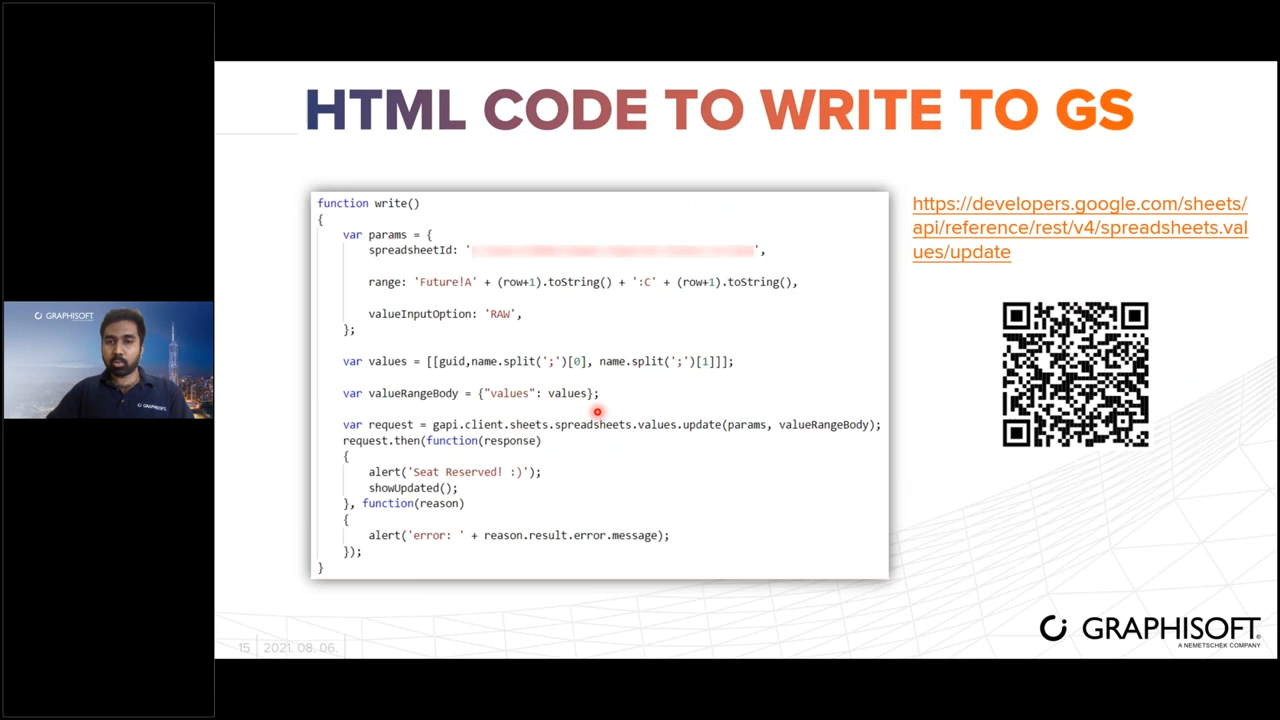 HTML CODE TO WRITE TO GS
function write()
{
var params = {
spreadsheetId: '
',
range: 'Future!A' + (row+1).toString() + ':C' + (row+1).toString(),
valueInputOption: 'RAW',
};
var values = [[guid,name.split(';')[0], name.split(';')[1]]];
var valueRangeBody = {"values": values};
var request = gapi.client.sheets.spreadsheets.values.update(params, valueRangeBody);
request.then(function(response)
{
alert('Seat Reserved! :)');
showUpdated();
}, function(reason)
{
alert('error: ' + reason.result.error.message);
});
}
https://developers.google.com/sheets/
api/reference/rest/v4/spreadsheets.val
ues/update
GRAPHISOFT.
GRAPHISOFT.
15 2021. 08. 06.
GRAPHISOFT
A NEMETSCHEK COMPANY